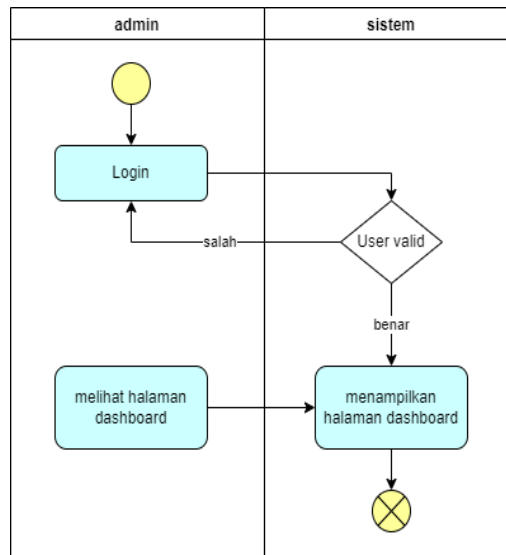 admin
sistem
Login
User valid
salah
benar
melihat halaman
dashboard
menampilkan
halaman dashboard